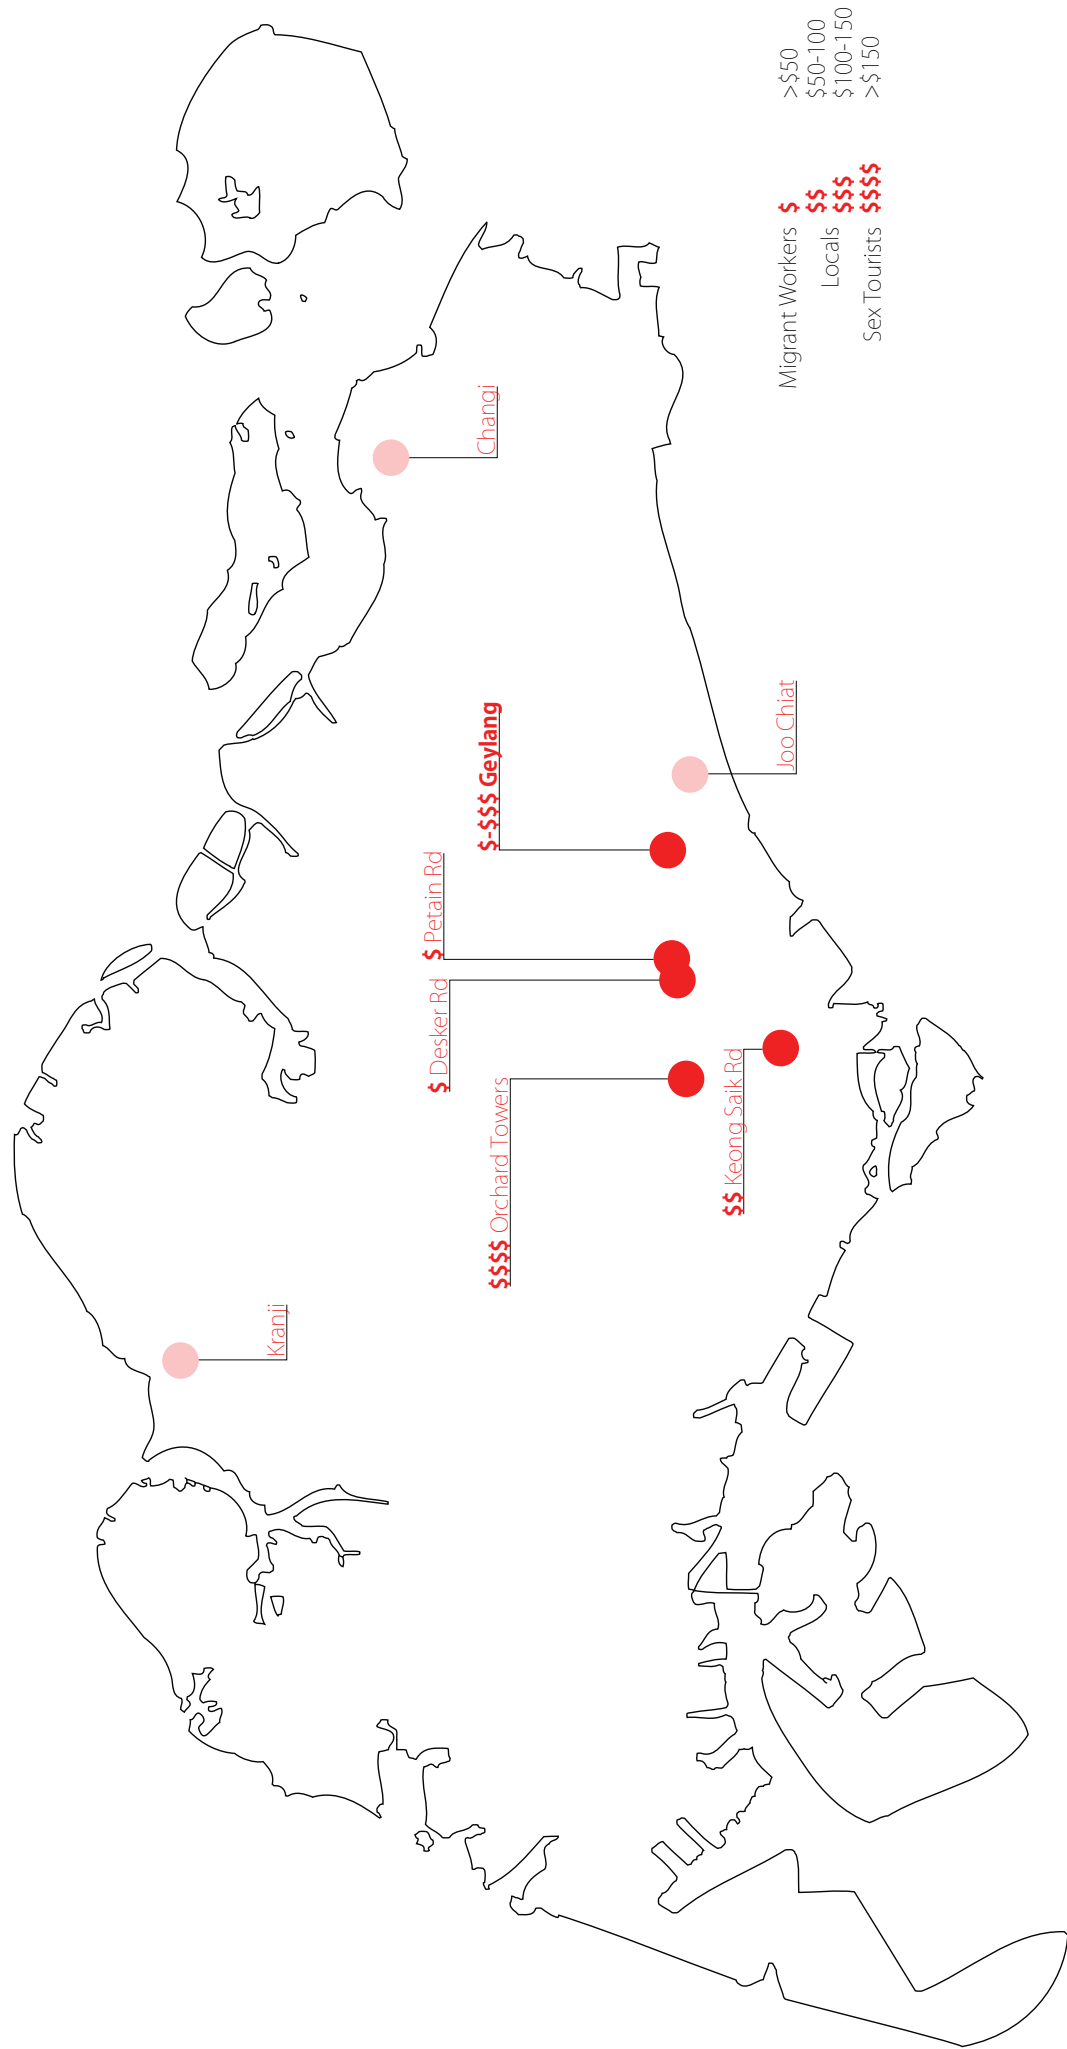 Kranji
Changi
$ Petain Rd
$ Desker Rd
$-$$$ Geylang
$$$$ Orchard Towers
$$ Keong Saik Rd
Joo Chiat
Migrant Workers $ >$50
$$ $50-100
Locals $$$ $100-150
Sex Tourists $$$$ >$150